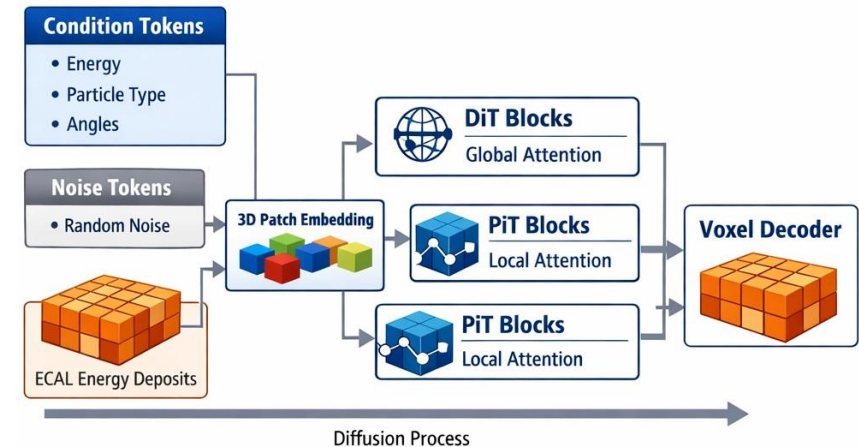 Condition Tokens
• Energy
• Particle Type
• Angles
Noise Tokens
• Random Noise
ECAL Energy Deposits
3D Patch Embedding
DiT Blocks
Global Attention
PiT Blocks
Local Attention
PiT Blocks
Local Attention
Voxel Decoder
Diffusion Process